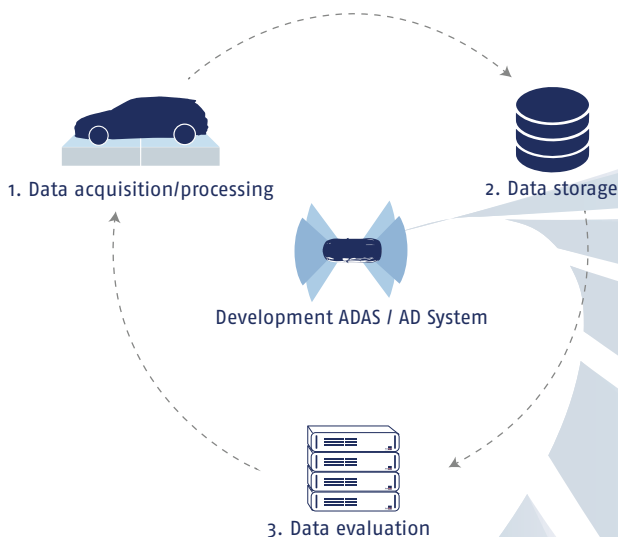 1. Data acquisition/processing
2. Data storage
Development ADAS / AD System
3. Data evaluation